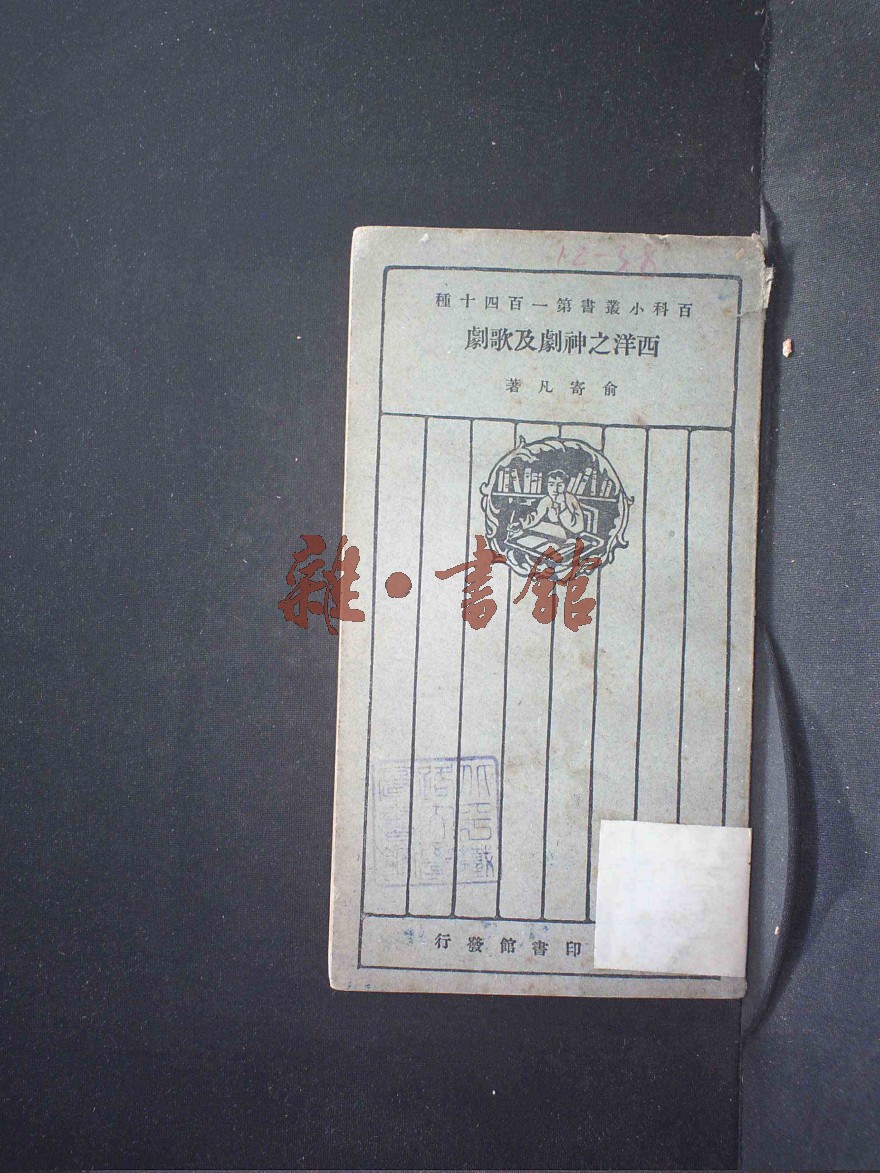 12-38
百科小叢書第一百四十種
西洋之神劇及歌劇
俞寄凡著
雜·書館
印書館發行